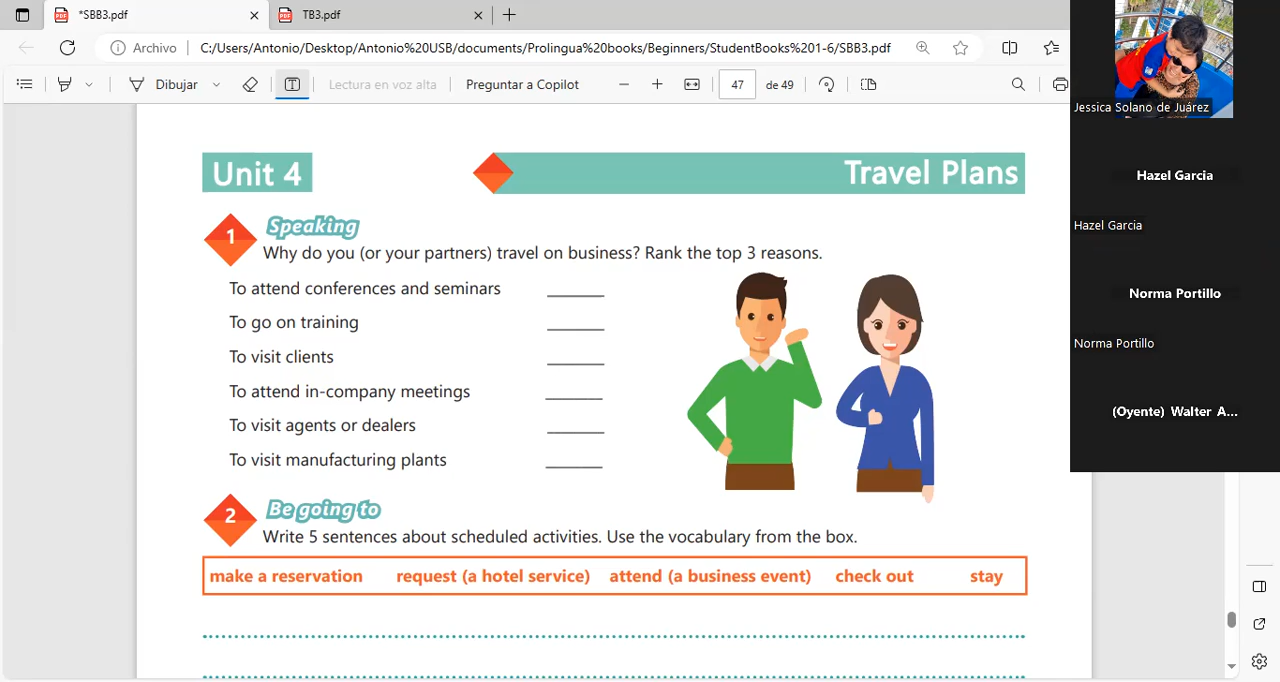 *SBB3.pdf
TB3.pdf
Archivo
C:/Users/Antonio/Desktop/Antonio%20USB/documents/Prolingua%20books/Beginners/StudentBooks%201-6/SBB3.pdf
Dibujar
Lectura en voz alta
Preguntar a Copilot
47
de 49
Jessica Solano de Juárez
Hazel Garcia
Hazel Garcia
Norma Portillo
Norma Portillo
(Oyente) Walter A...
Unit 4
Travel Plans
1
Speaking
Why do you (or your partners) travel on business? Rank the top 3 reasons.
To attend conferences and seminars
To go on training
To visit clients
To attend in-company meetings
To visit agents or dealers
To visit manufacturing plants
2
Be going to
Write 5 sentences about scheduled activities. Use the vocabulary from the box.
make a reservation request (a hotel service) attend (a business event) check out stay